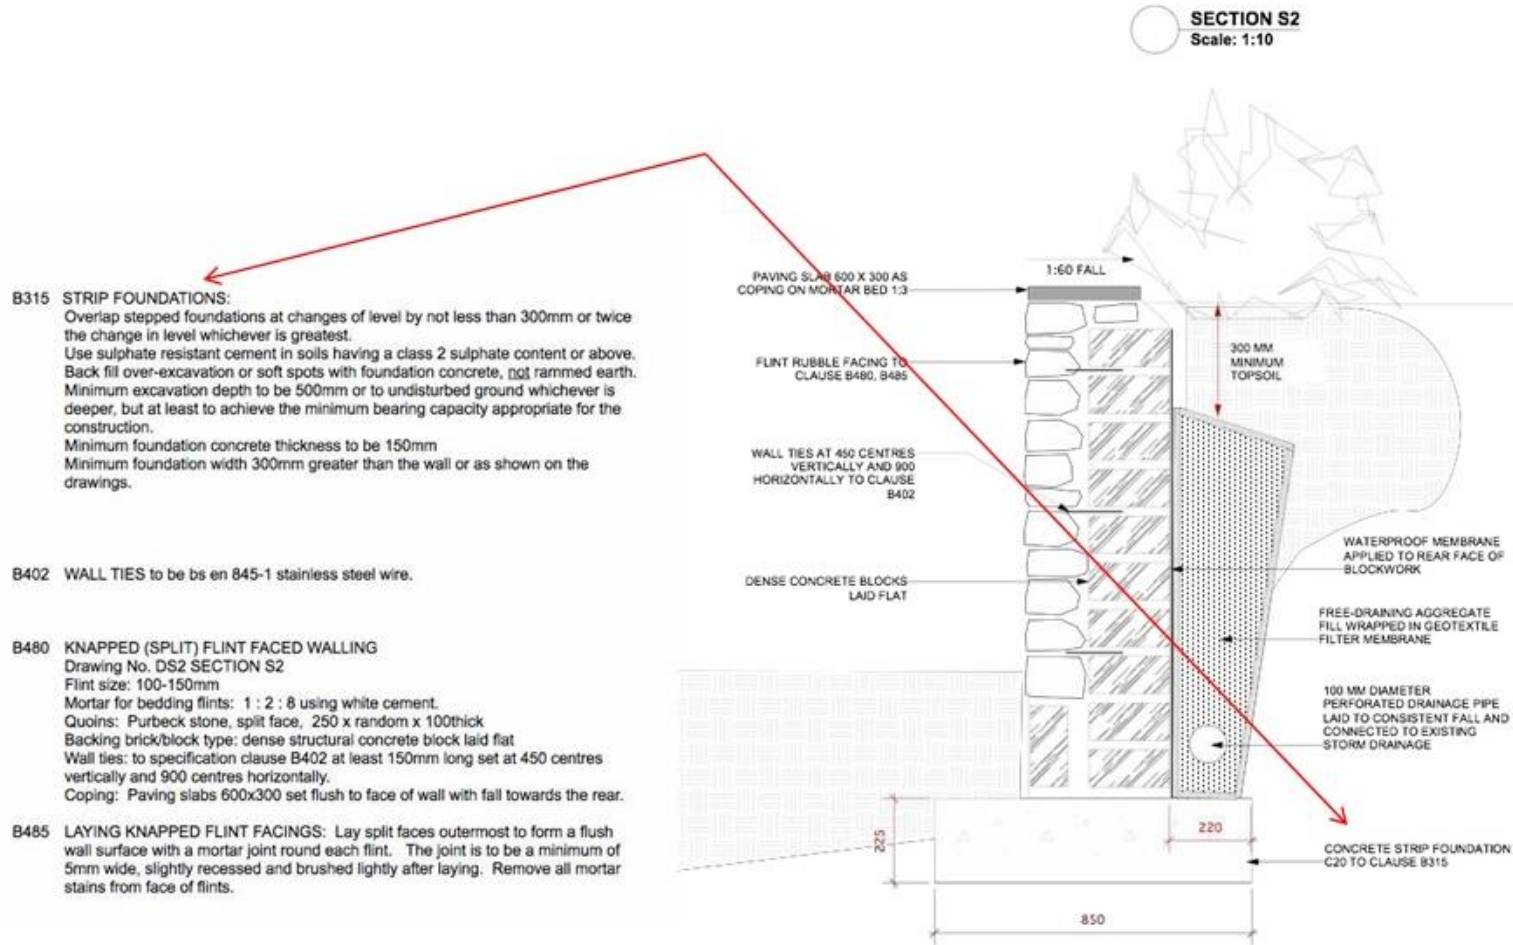 SECTION S2
Scale: 1:10
B315 STRIP FOUNDATIONS:
Overlap stepped foundations at changes of level by not less than 300mm or twice
the change in level whichever is greatest.
Use sulphate resistant cement in soils having a class 2 sulphate content or above.
Back fill over-excavation or soft spots with foundation concrete, not rammed earth.
Minimum excavation depth to be 500mm or to undisturbed ground whichever is
deeper, but at least to achieve the minimum bearing capacity appropriate for the
construction.
Minimum foundation concrete thickness to be 150mm
Minimum foundation width 300mm greater than the wall or as shown on the
drawings.
B402 WALL TIES to be bs en 845-1 stainless steel wire.
B480 KNAPPED (SPLIT) FLINT FACED WALLING
Drawing No. DS2 SECTION S2
Flint size: 100-150mm
Mortar for bedding flints: 1 : 2 : 8 using white cement.
Quoins: Purbeck stone, split face, 250 x random x 100thick
Backing brick/block type: dense structural concrete block laid flat
Wall ties: to specification clause B402 at least 150mm long set at 450 centres
vertically and 900 centres horizontally.
Coping: Paving slabs 600x300 set flush to face of wall with fall towards the rear.
B485 LAYING KNAPPED FLINT FACINGS: Lay split faces outermost to form a flush
wall surface with a mortar joint round each flint. The joint is to be a minimum of
5mm wide, slightly recessed and brushed lightly after laying. Remove all mortar
stains from face of flints.
PAVING SLAB 600 X 300 AS
COPING ON MORTAR BED 1:3
1:60 FALL
FLINT RUBBLE FACING TO
CLAUSE B480, B485
WALL TIES AT 450 CENTRES
VERTICALLY AND 900
HORIZONTALLY TO CLAUSE
B402
DENSE CONCRETE BLOCKS
LAID FLAT
300 MM
MINIMUM
TOPSOIL
WATERPROOF MEMBRANE
APPLIED TO REAR FACE OF
BLOCKWORK
FREE-DRAINING AGGREGATE
FILL WRAPPED IN GEOTEXTILE
FILTER MEMBRANE
100 MM DIAMETER
PERFORATED DRAINAGE PIPE
LAID TO CONSISTENT FALL AND
CONNECTED TO EXISTING
STORM DRAINAGE
225
220
CONCRETE STRIP FOUNDATION
C20 TO CLAUSE B315
850